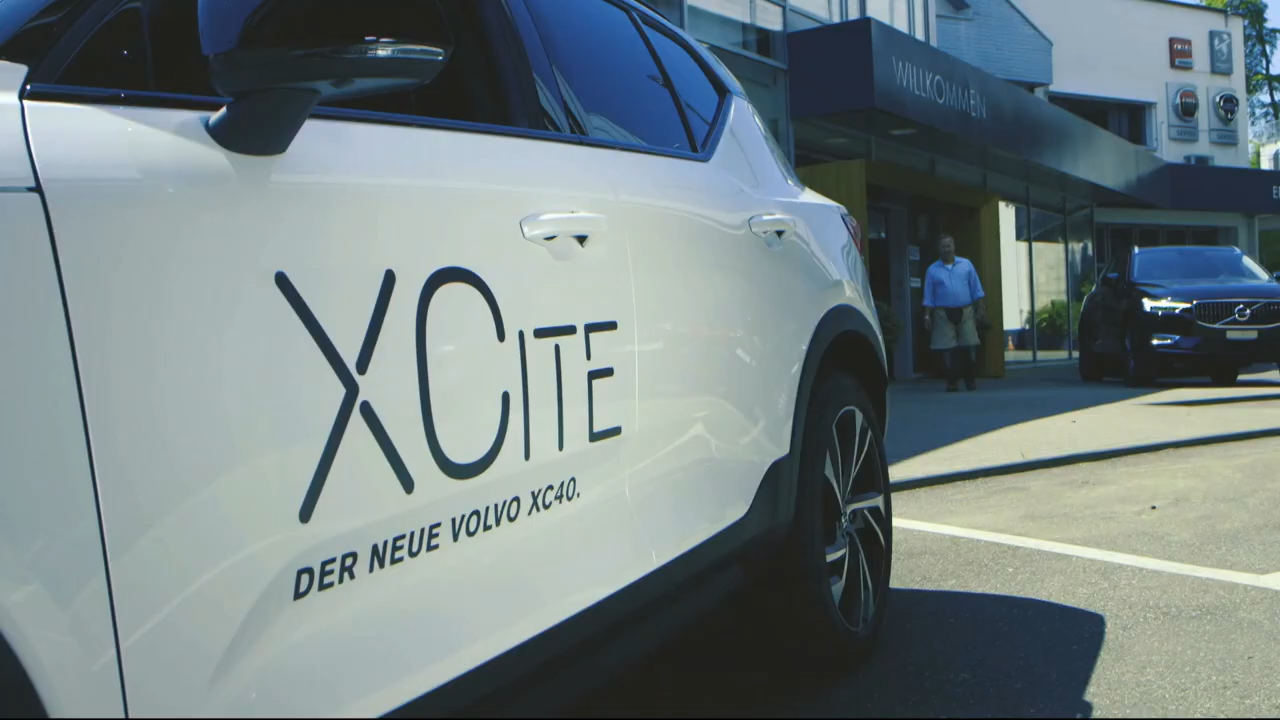 XCITE
DER NEUE VOLVO XC40.
WILLKOMMEN